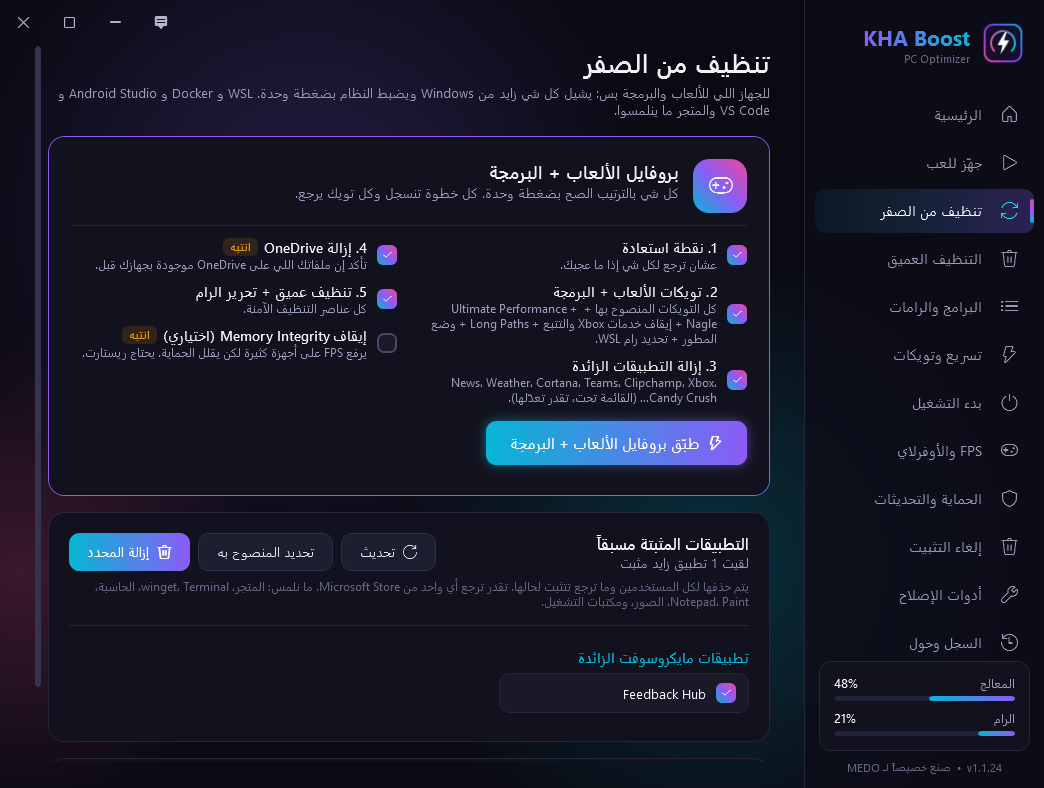 KHA Boost
PC Optimizer
الرئيسية
جهّز للعب
تنظيف من الصفر
التنظيف العميق
البرامج والرامات
تسريع وتويكات
بدء التشغيل
FPS والأوفرلاي
الحماية والتحديثات
إلغاء التثبيت
أدوات الإصلاح
السجل وحول
المعالج 48%
الرام 21%
صنع خصيصاً لـ MEDO • v1.1.24
تنظيف من الصفر
للجهاز اللي للألعاب والبرمجة بس: يشيل كل شي زايد من Windows ويضبط النظام بضغطة وحدة. WSL و Docker و Android Studio و
VS Code والمتجر ما ينلمسوا.
بروفايل الألعاب + البرمجة
كل شي بالترتيب الصح بضغطة وحدة. كل خطوة تنسجل وكل تويك يرجع.
1. نقطة استعادة
عشان ترجع لكل شي إذا ما عجبك.
2. تويكات الألعاب + البرمجة
كل التويكات المنصوح بها + Ultimate Performance +
Nagle + إيقاف خدمات Xbox والتتبع + Long Paths + وضع
المطور + تحديد رام WSL.
3. إزالة التطبيقات الزائدة
News، Weather، Cortana، Teams، Clipchamp، Xbox،
Candy Crush... (القائمة تحت، تقدر تعدّلها).
4. إزالة OneDrive انتبه
تأكد إن ملفاتك اللي على OneDrive موجودة بجهازك قبل.
5. تنظيف عميق + تحرير الرام
كل عناصر التنظيف الآمنة.
إيقاف Memory Integrity (اختياري) انتبه
يرفع FPS على أجهزة كثيرة لكن يقلل الحماية. يحتاج ريستارت.
طبّق بروفايل الألعاب + البرمجة
التطبيقات المثبتة مسبقاً
لقيت 1 تطبيق زايد مثبت
تحديث
تحديد المنصوح به
إزالة المحدد
يتم حذفها لكل المستخدمين وما ترجع تتثبت لحالها. تقدر ترجع أي واحد من Microsoft Store. ما نلمس: المتجر، winget، Terminal، الحاسبة،
Notepad، Paint، الصور، ومكتبات التشغيل.
تطبيقات مايكروسوفت الزائدة
Feedback Hub